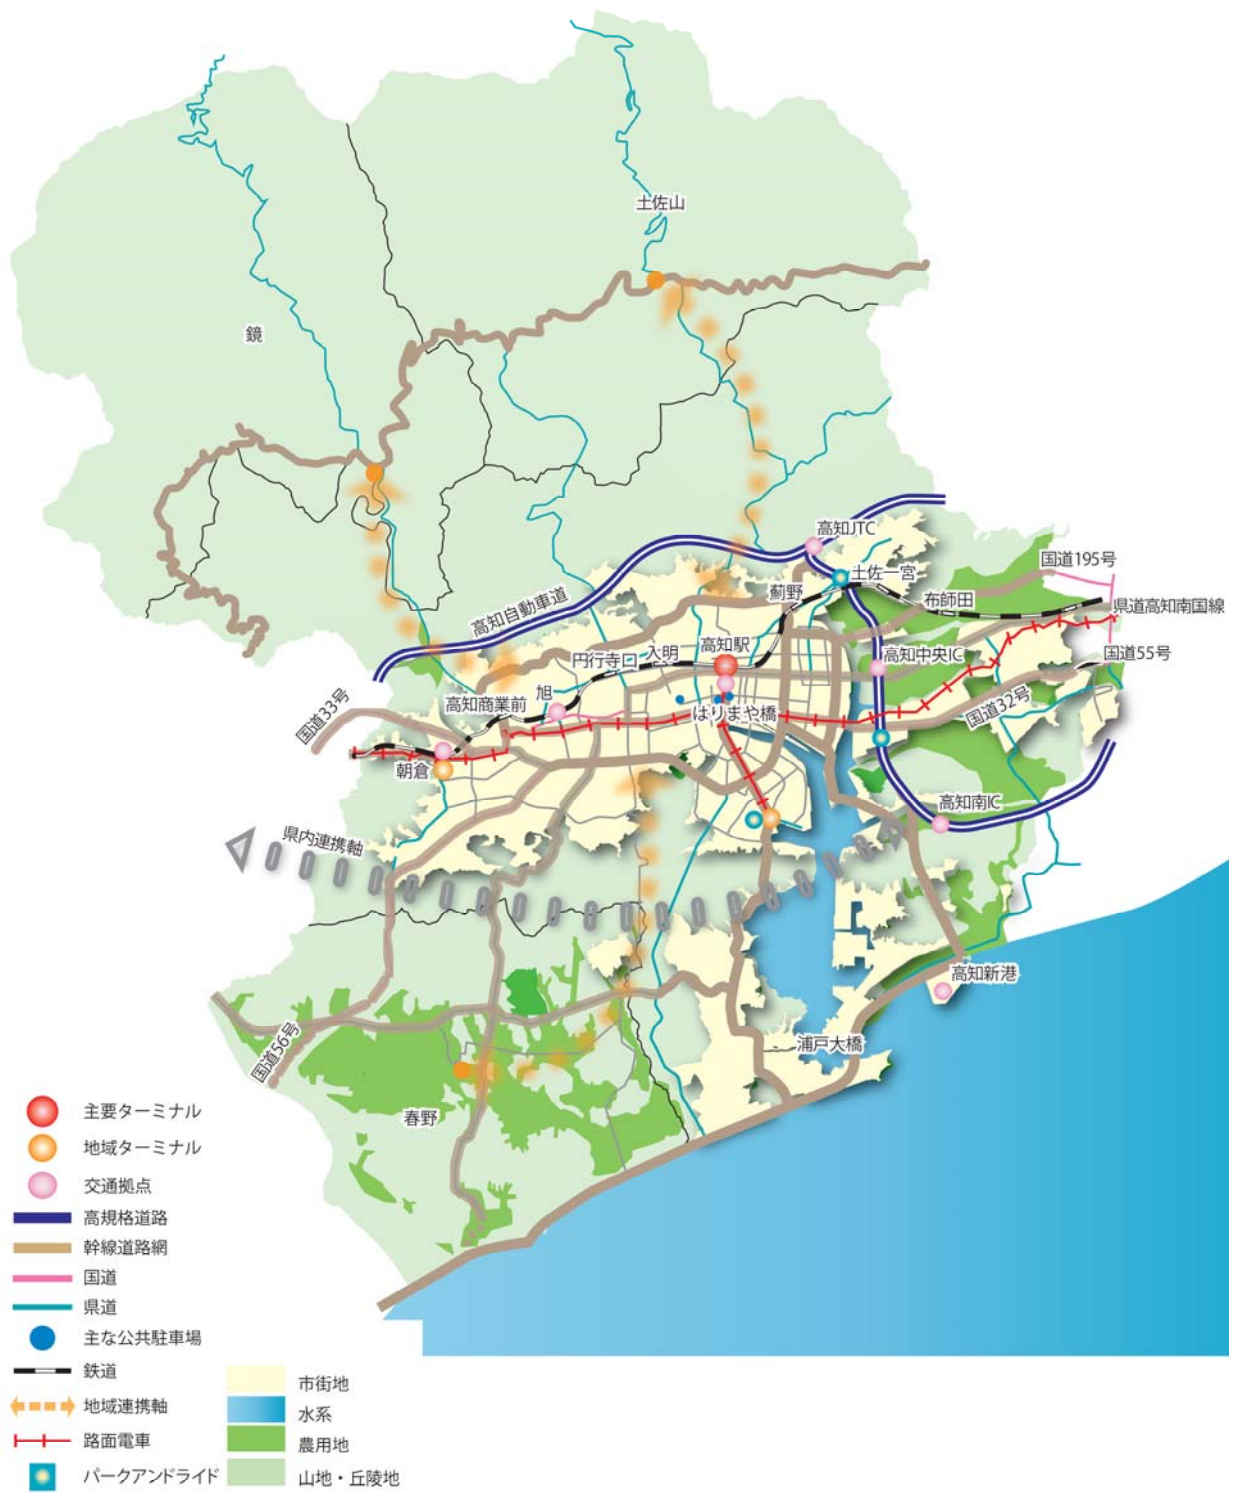 土佐山
鏡
高知JTC
国道195号
土佐一宮
薊野
布師田
県道高知南国線
高知自動車道
高知駅
入明
円行寺口
高知中央IC
国道55号
旭
高知商業前
はりまや橋
国道32号
国道33号
朝倉
高知南IC
県内連携軸
高知新港
浦戸大橋
国道56号
春野
主要ターミナル
地域ターミナル
交通拠点
高規格道路
幹線道路網
国道
県道
主な公共駐車場
鉄道
地域連携軸
路面電車
パークアンドライド
市街地
水系
農用地
山地・丘陵地